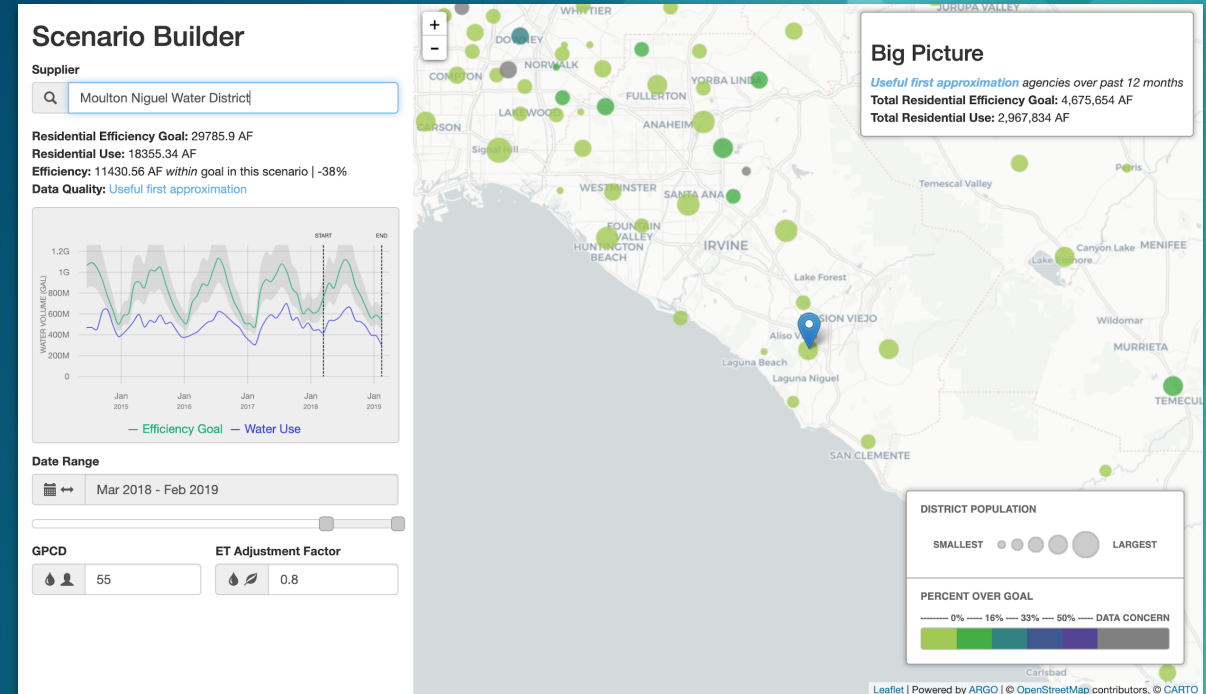 Scenario Builder
Supplier
Moulton Niguel Water District
Residential Efficiency Goal: 29785.9 AF
Residential Use: 18355.34 AF
Efficiency: 11430.56 AF within goal in this scenario | -38%
Data Quality: Useful first approximation
START END
WATER VOLUME (GAL)
1.2G
1G
800M
600M
400M
200M
0
Jan Jan Jan Jan Jan
2015 2016 2017 2018 2019
— Efficiency Goal — Water Use
Date Range
Mar 2018 - Feb 2019
GPCD ET Adjustment Factor
55 0.8
+
-
WHITTIER
JURUPA VALLEY
DOWNEY
NORWALK
COMPTON
YORBA LINDA
FULLERTON
LAKEWOOD
CARSON
ANAHEIM
Signal Hill
WESTMINSTER
SANTA ANA
Temescal Valley
Perris
FOUNTAIN
VALLEY
HUNTINGTON
BEACH
IRVINE
Canyon Lake MENIFEE
Lake Elsinore
Lake Forest
SION VIEJO
Aliso V
Wildomar
MURRIETA
Laguna Beach
Laguna Niguel
TEMECUL
SAN CLEMENTE
Carlsbad
Big Picture
Useful first approximation agencies over past 12 months
Total Residential Efficiency Goal: 4,675,654 AF
Total Residential Use: 2,967,834 AF
DISTRICT POPULATION
SMALLEST LARGEST
PERCENT OVER GOAL
--------- 0% ----- 16% ---- 33% ---- 50% ----- DATA CONCERN
Leaflet | Powered by ARGO | © OpenStreetMap contributors, © CARTO